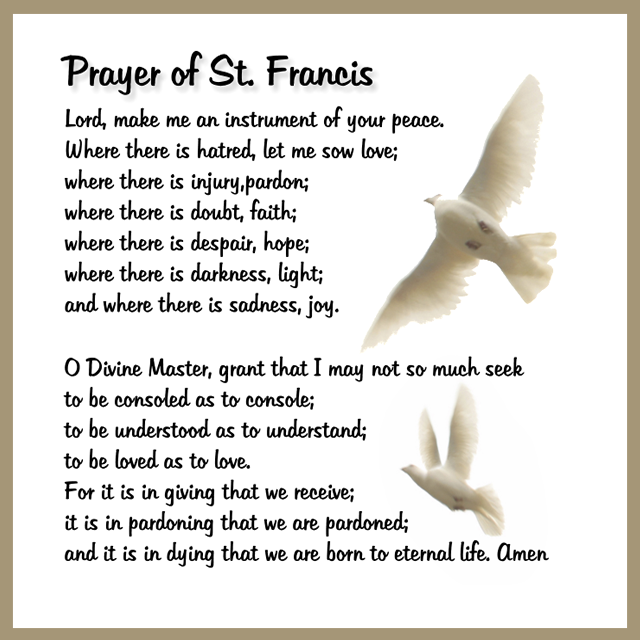 Prayer of St. Francis
Lord, make me an instrument of your peace.
Where there is hatred, let me sow love;
where there is injury,pardon;
where there is doubt, faith;
where there is despair, hope;
where there is darkness, light;
and where there is sadness, joy.
O Divine Master, grant that I may not so much seek
to be consoled as to console;
to be understood as to understand;
to be loved as to love.
For it is in giving that we receive;
it is in pardoning that we are pardoned;
and it is in dying that we are born to eternal life. Amen